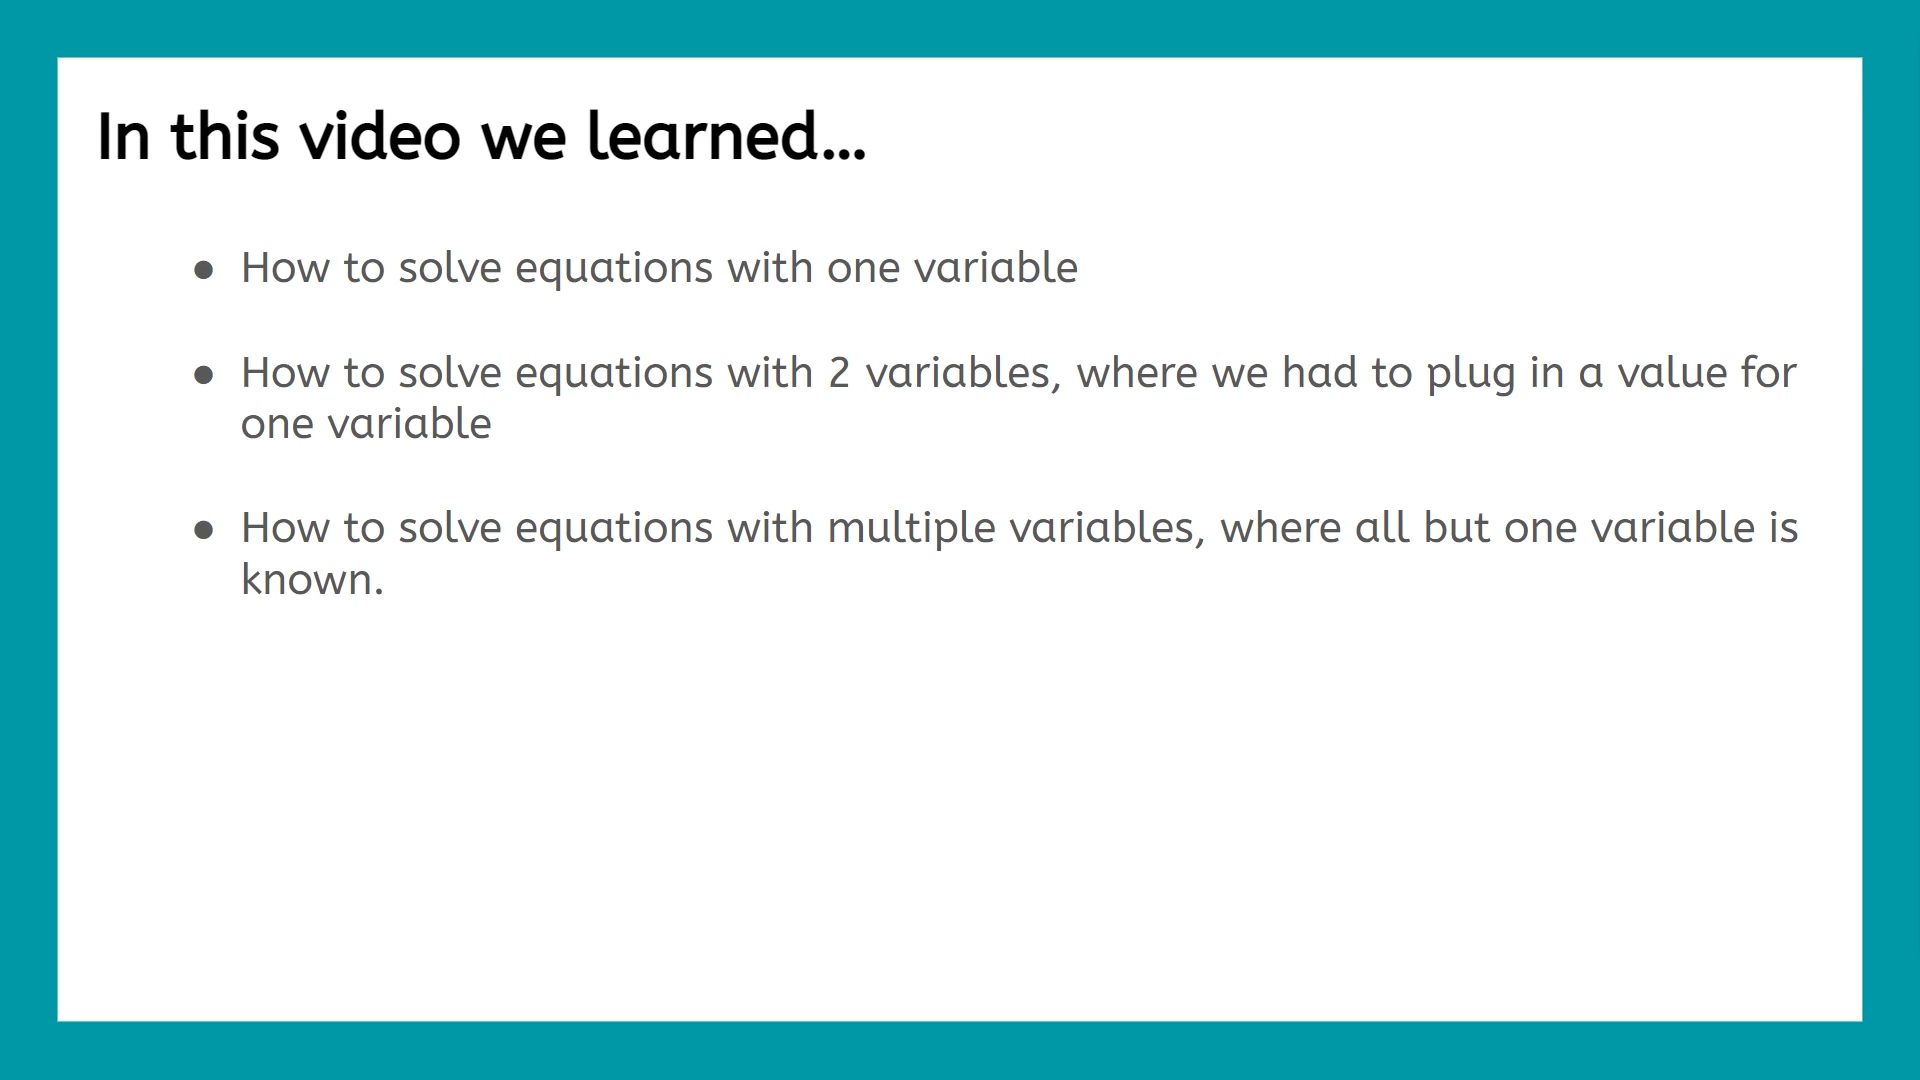 In this video we learned...
● How to solve equations with one variable
● How to solve equations with 2 variables, where we had to plug in a value for
one variable
● How to solve equations with multiple variables, where all but one variable is
known.